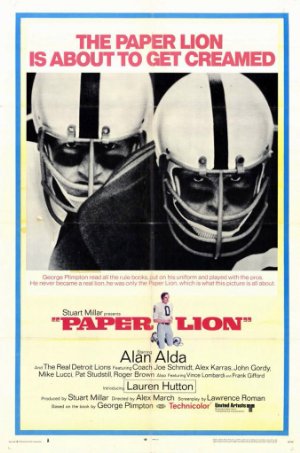 THE PAPER LION
IS ABOUT TO GET CREAMED
George Plimpton read all the rule books, put on his uniform and played with the pros.
He never became a real lion, he was only the Paper Lion, which is what this picture is all about.
Stuart Millar presents
"PAPER LION"
Starring
Alan Alda
And The Real Detroit Lions Featuring Coach Joe Schmidt, Alex Karras, John Gordy,
Mike Lucci, Pat Studstill, Roger Brown Also Featuring Vince Lombardi and Frank Gifford
Introducing Lauren Hutton
Produced by Stuart Millar Directed by Alex March Screenplay by Lawrence Roman
Based on the book by George Plimpton Technicolor United Artists